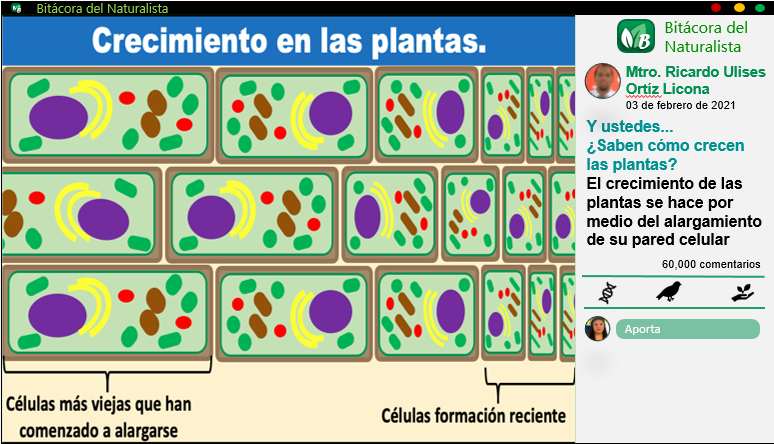 Bitácora del Naturalista
Crecimiento en las plantas.
Células más viejas que han
comenzado a alargarse
Células formación reciente
B
Bitácora del
Naturalista
Mtro. Ricardo Ulises
Ortiz Licona
03 de febrero de 2021
Y ustedes...
¿Saben cómo crecen
las plantas?
El crecimiento de las
plantas se hace por
medio del alargamiento
de su pared celular
60,000 comentarios
Aporta